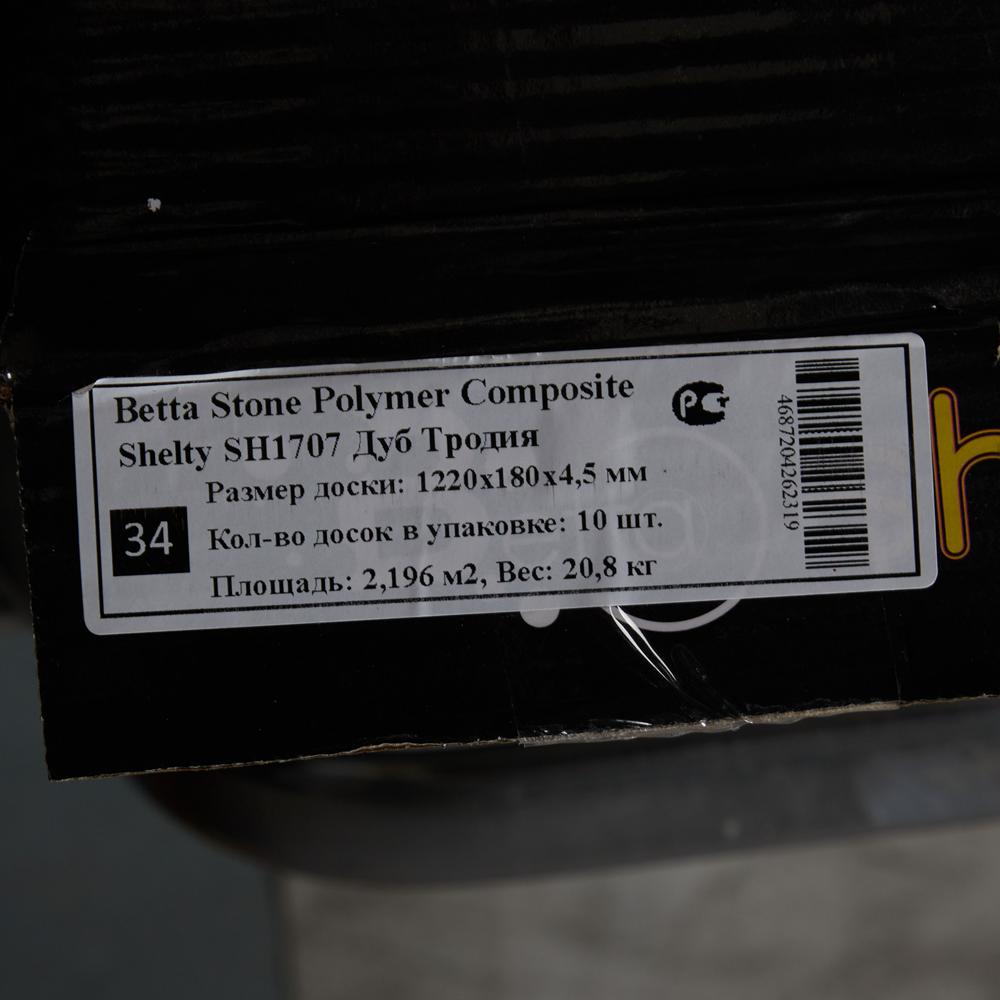 Betta Stone Polymer Composite
Shelty SH1707 Дуб Тродия
Размер доски: 1220x180x4,5 мм
34
Кол-во досок в упаковке: 10 шт.
Площадь: 2,196 м2, Вес: 20,8 кг
4687204262319